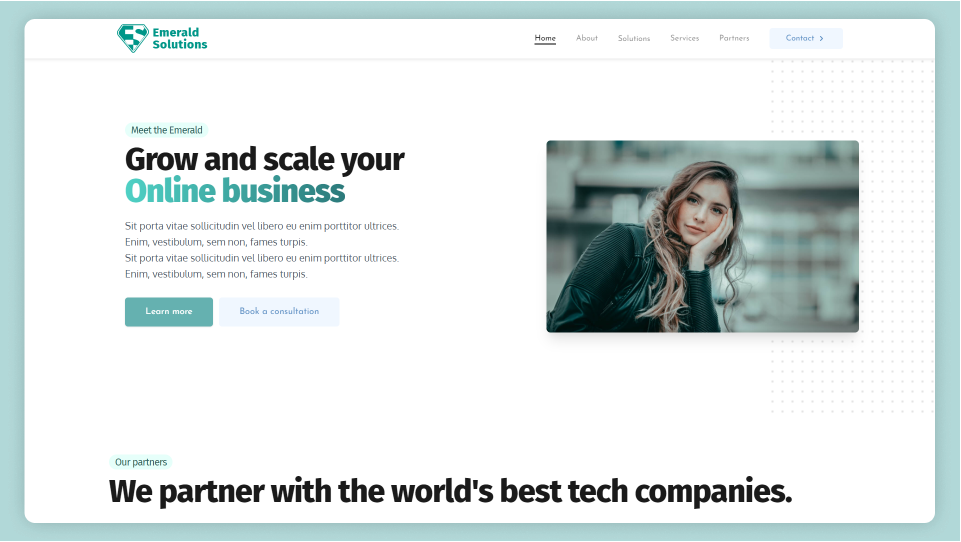 ES
Emerald
Solutions
Home
About
Solutions
Services
Partners
Contact
Meet the Emerald
Grow and scale your
Online business
Sit porta vitae sollicitudin vel libero eu enim porttitor ultrices.
Enim, vestibulum, sem non, fames turpis.
Sit porta vitae sollicitudin vel libero eu enim porttitor ultrices.
Enim, vestibulum, sem non, fames turpis.
Learn more
Book a consultation
Our partners
We partner with the world's best tech companies.